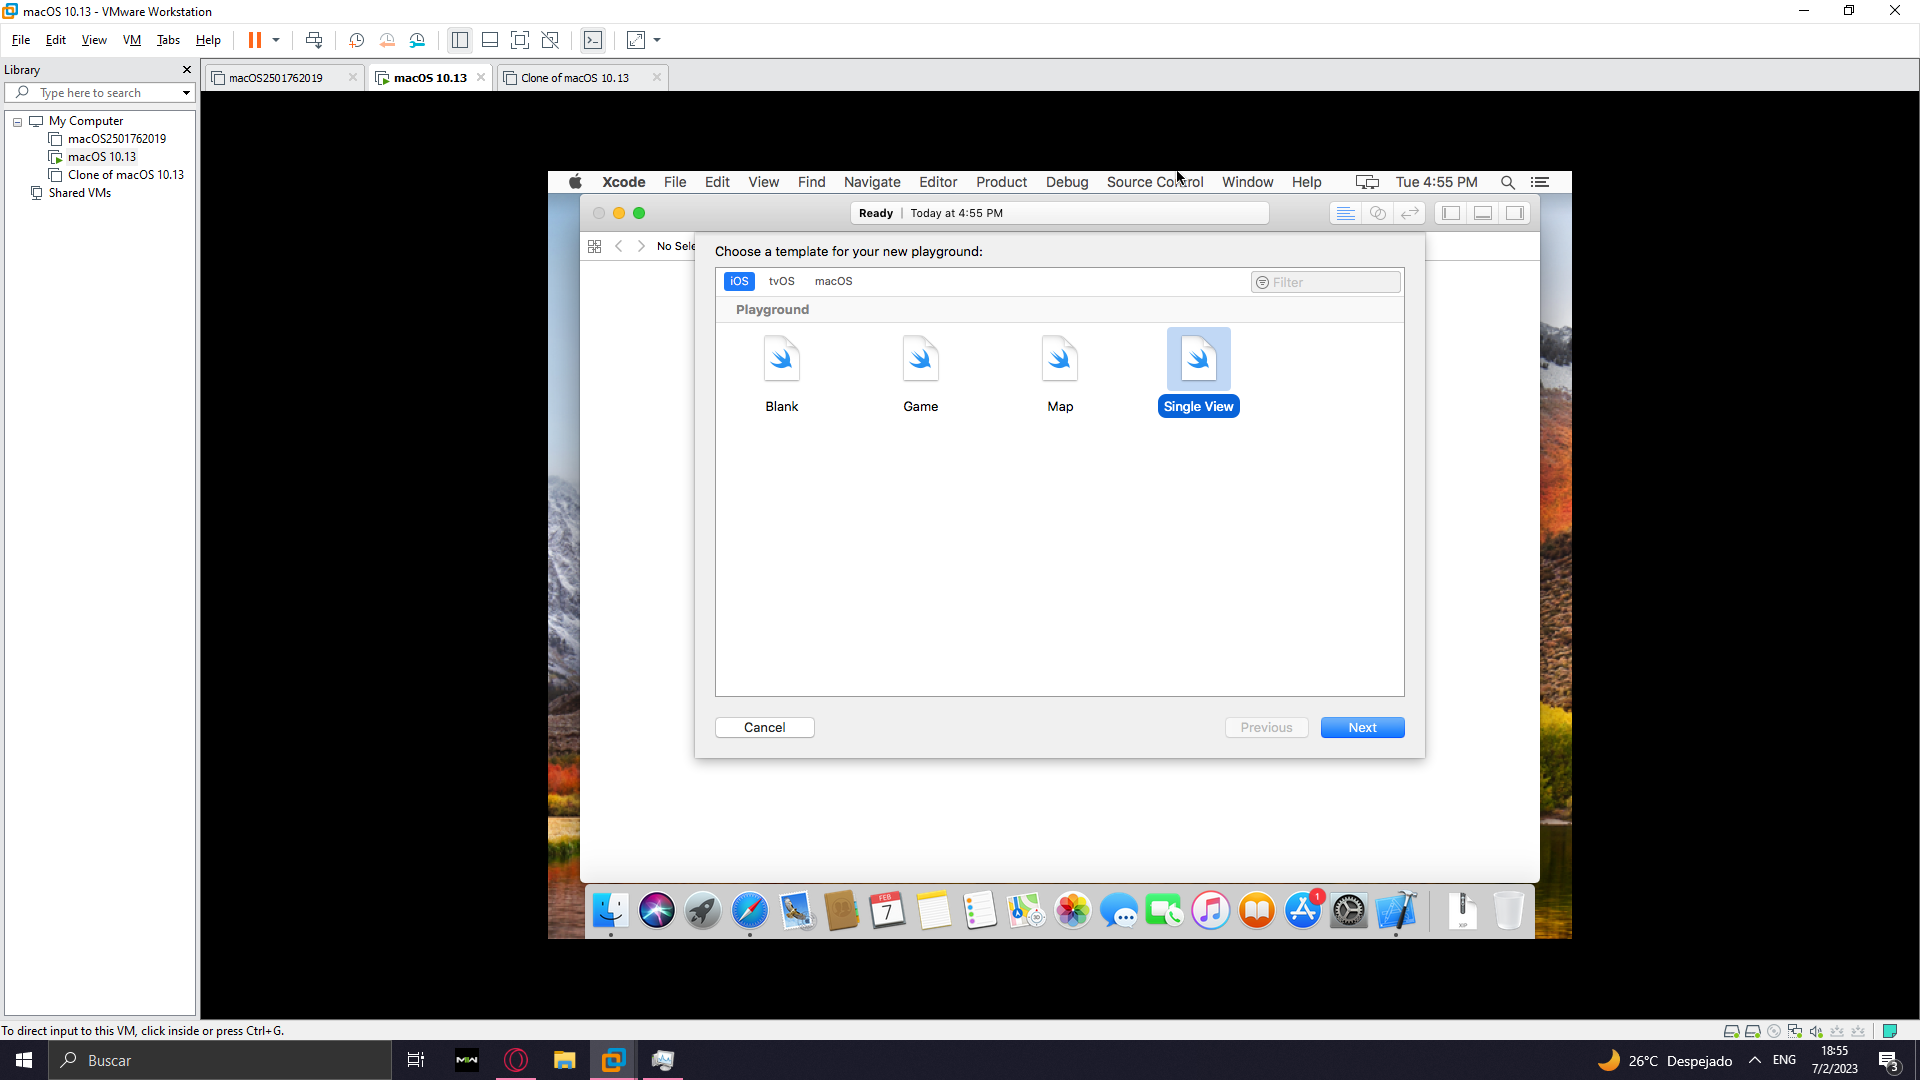 macOS 10.13 - VMware Workstation
File Edit View VM Tabs Help
Library
macOS2501762019
macOS 10.13
Clone of macOS 10.13
Type here to search
My Computer
macOS2501762019
macOS 10.13
Clone of macOS 10.13
Shared VMs
Xcode File Edit View Find Navigate Editor Product Debug Source Control Window Help Tue 4:55 PM
Ready | Today at 4:55 PM
No Sele
Choose a template for your new playground:
iOS tvOS macOS
Filter
Playground
Blank Game Map Single View
Cancel Previous Next
FEB
7
3D
1
ZIP
To direct input to this VM, click inside or press Ctrl+G.
Buscar
MW
26°C Despejado
ENG
18:55
7/2/2023
3